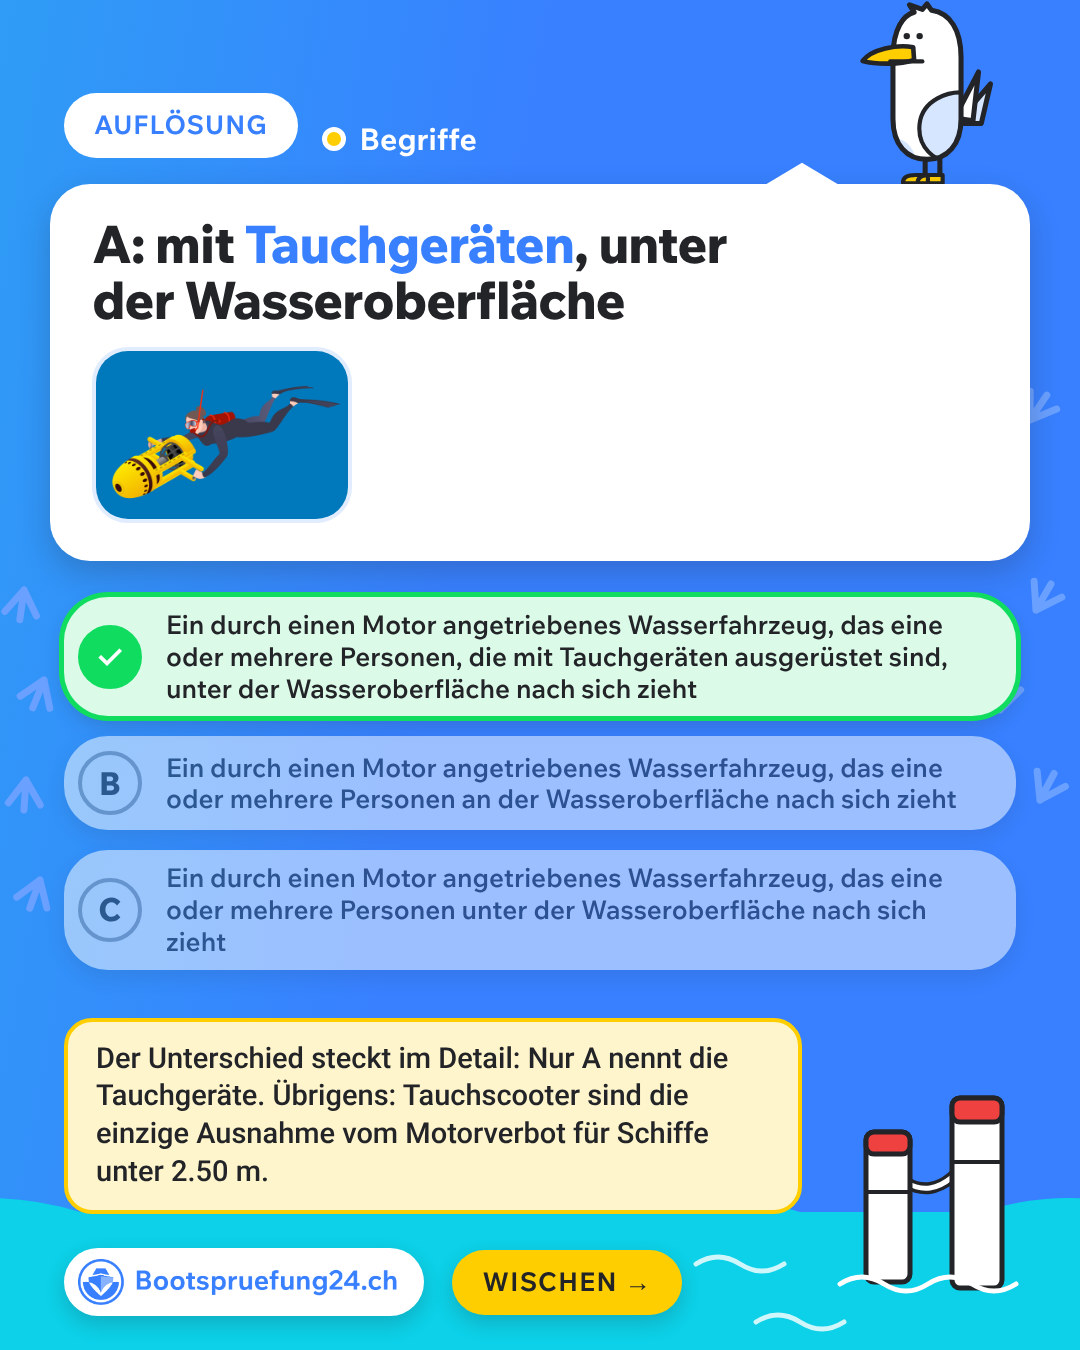 AUFLÖSUNG
Begriffe
A: mit Tauchgeräten, unter
der Wasseroberfläche
Ein durch einen Motor angetriebenes Wasserfahrzeug, das eine
oder mehrere Personen, die mit Tauchgeräten ausgerüstet sind,
unter der Wasseroberfläche nach sich zieht
B
Ein durch einen Motor angetriebenes Wasserfahrzeug, das eine
oder mehrere Personen an der Wasseroberfläche nach sich zieht
C
Ein durch einen Motor angetriebenes Wasserfahrzeug, das eine
oder mehrere Personen unter der Wasseroberfläche nach sich
zieht
Der Unterschied steckt im Detail: Nur A nennt die
Tauchgeräte. Übrigens: Tauchscooter sind die
einzige Ausnahme vom Motorverbot für Schiffe
unter 2.50 m.
Bootspruefung24.ch
WISCHEN →